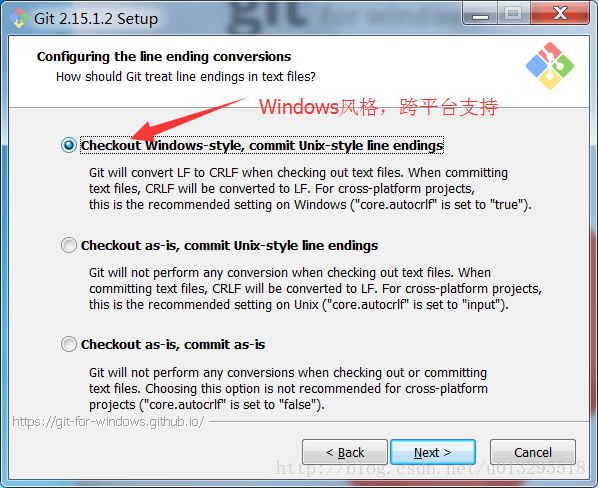 git for windows
Git 2.15.1.2 Setup
Configuring the line ending conversions
How should Git treat line endings in text files?
Windows风格，跨平台支持
Checkout Windows-style, commit Unix-style line endings
Git will convert LF to CRLF when checking out text files. When committing
text files, CRLF will be converted to LF. For cross-platform projects,
this is the recommended setting on Windows ("core.autocrlf" is set to "true").
Checkout as-is, commit Unix-style line endings
Git will not perform any conversion when checking out text files. When
committing text files, CRLF will be converted to LF. For cross-platform projects,
this is the recommended setting on Unix ("core.autocrlf" is set to "input").
Checkout as-is, commit as-is
Git will not perform any conversions when checking out or committing
text files. Choosing this option is not recommended for cross-platform
projects ("core.autocrlf" is set to "false").
https://git-for-windows.github.io/
< Back
Next >
Cancel
http://blog.csdn.net/u013295518